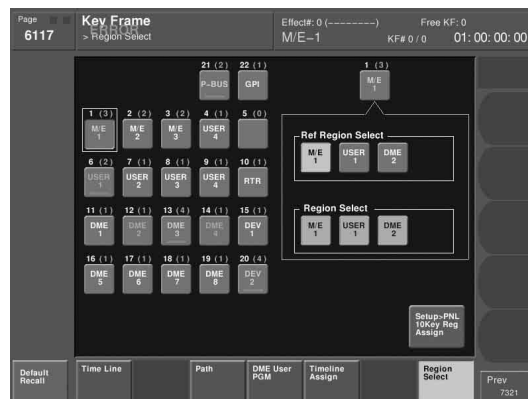 Page
6117
Key Frame
ERROR
> Region Select
Effect#: 0 (--------) Free KF: 0
M/E-1 KF# 0 / 0 01: 00: 00: 00
21 (2) 22 (1)
P-BUS GPI
1 (3)
M/E 1
1 (3) 2 (2) 3 (2) 4 (1) 5 (0)
M/E 1 M/E 2 M/E 3 USER 4
6 (2) 7 (1) 8 (1) 9 (1) 10 (1)
USER 1 USER 2 USER 3 USER 4 RTR
11 (1) 12 (1) 13 (4) 14 (1) 15 (1)
DME 1 DME 2 DME 3 DME 4 DEV 1
16 (1) 17 (1) 18 (1) 19 (1) 20 (4)
DME 5 DME 6 DME 7 DME 8 DEV 2
Ref Region Select
M/E 1 USER 1 DME 2
Region Select
M/E 1 USER 1 DME 2
Setup>PNL
10Key Reg
Assign
Default Recall
Time Line
Path
DME User PGM
Timeline Assign
Region Select
Prev
7321